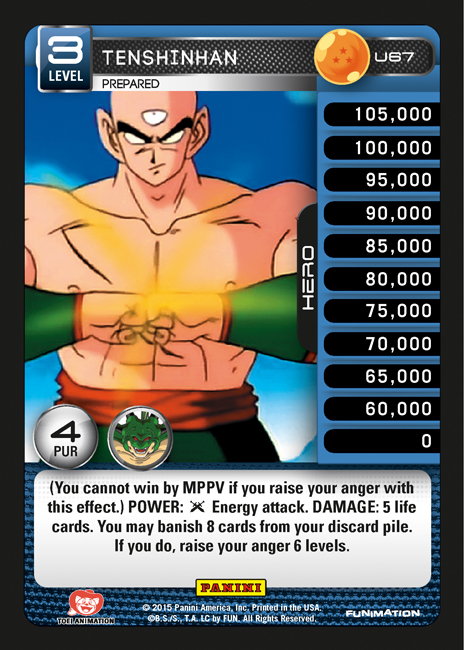 3
LEVEL
TENSHINHAN
U67
PREPARED
105,000
100,000
95,000
90,000
85,000
80,000
75,000
70,000
65,000
60,000
0
HERO
4
PUR
(You cannot win by MPPV if you raise your anger with
this effect.) POWER: Energy attack. DAMAGE: 5 life
cards. You may banish 8 cards from your discard pile.
If you do, raise your anger 6 levels.
PANINI
© 2015 Panini America, Inc. Printed in the USA.
©B.S./S., T.A. LC by FUN. All Rights Reserved.
TOEI ANIMATION
FUNIMATION